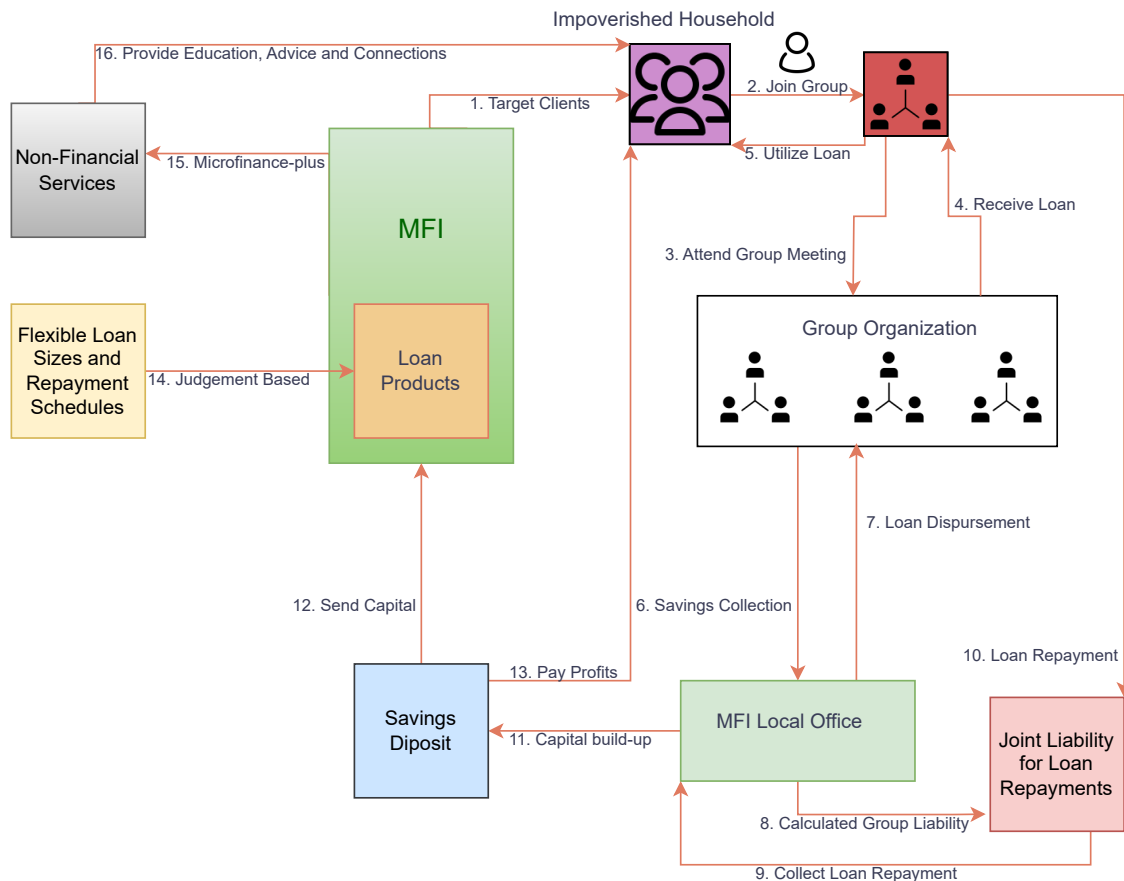 Impoverished Household
16. Provide Education, Advice and Connections
2. Join Group
1. Target Clients
5. Utilize Loan
Non-Financial
Services
15. Microfinance-plus
4. Receive Loan
MFI
3. Attend Group Meeting
Flexible Loan
Sizes and
Repayment
Schedules
14. Judgement Based
Loan
Products
Group Organization
7. Loan Dispursement
12. Send Capital
6. Savings Collection
10. Loan Repayment
13. Pay Profits
Savings
Diposit
11. Capital build-up
MFI Local Office
Joint Liability
for Loan
Repayments
8. Calculated Group Liability
9. Collect Loan Repayment